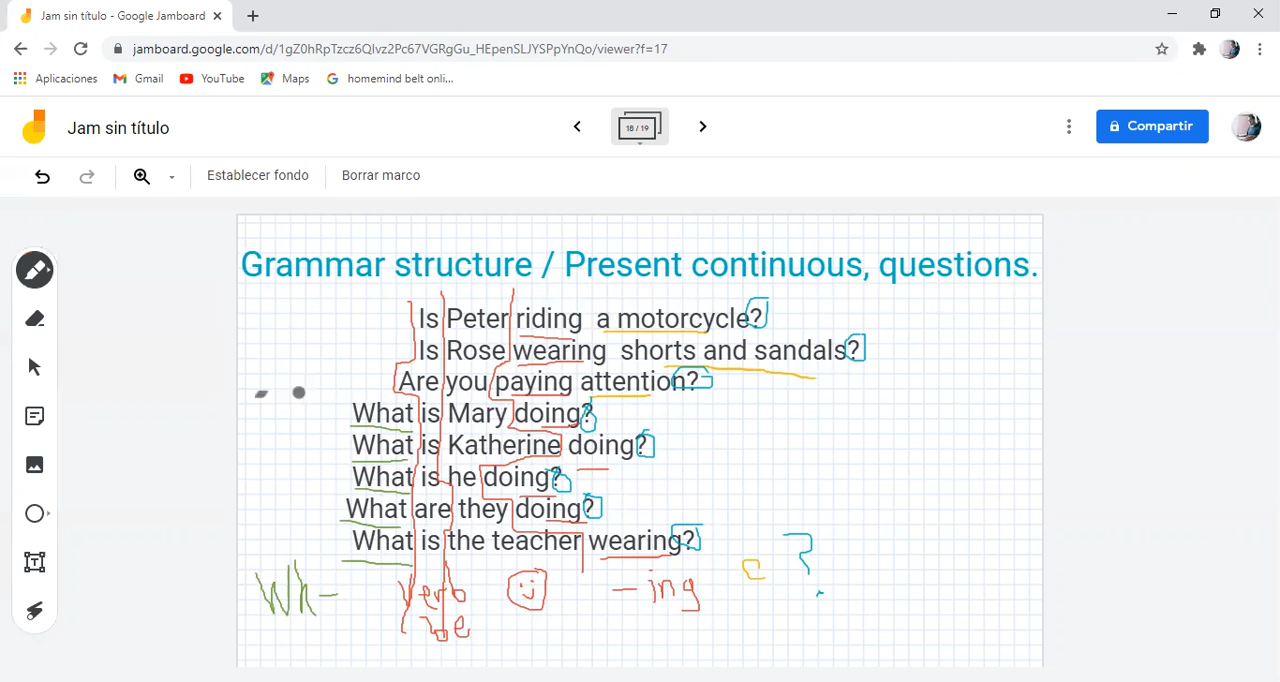 Jam sin título - Google Jamboard
jamboard.google.com/d/1gZ0hRpTzcz6QIvz2Pc67VGRgGu_HEpenSLJYSPpYnQo/viewer?f=17
Aplicaciones Gmail YouTube Maps homemind belt onli...
Jam sin título
18 / 19
Compartir
Establecer fondo Borrar marco
Grammar structure / Present continuous, questions.
Is Peter riding a motorcycle?
Is Rose wearing shorts and sandals?
Are you paying attention?
What is Mary doing?
What is Katherine doing?
What is he doing?
What are they doing?
What is the teacher wearing?
Wh- verb -ing c ?
be